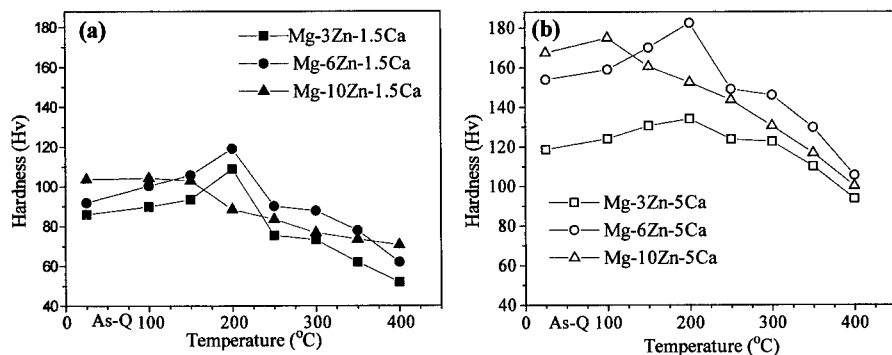 (a)
Mg-3Zn-1.5Ca
Mg-6Zn-1.5Ca
Mg-10Zn-1.5Ca
Hardness (Hv)
180
160
140
120
100
80
60
40
0 As-Q 100 200 300 400
Temperature (°C)
(b)
Mg-3Zn-5Ca
Mg-6Zn-5Ca
Mg-10Zn-5Ca
Hardness (Hv)
180
160
140
120
100
80
60
40
0 As-Q 100 200 300 400
Temperature (°C)